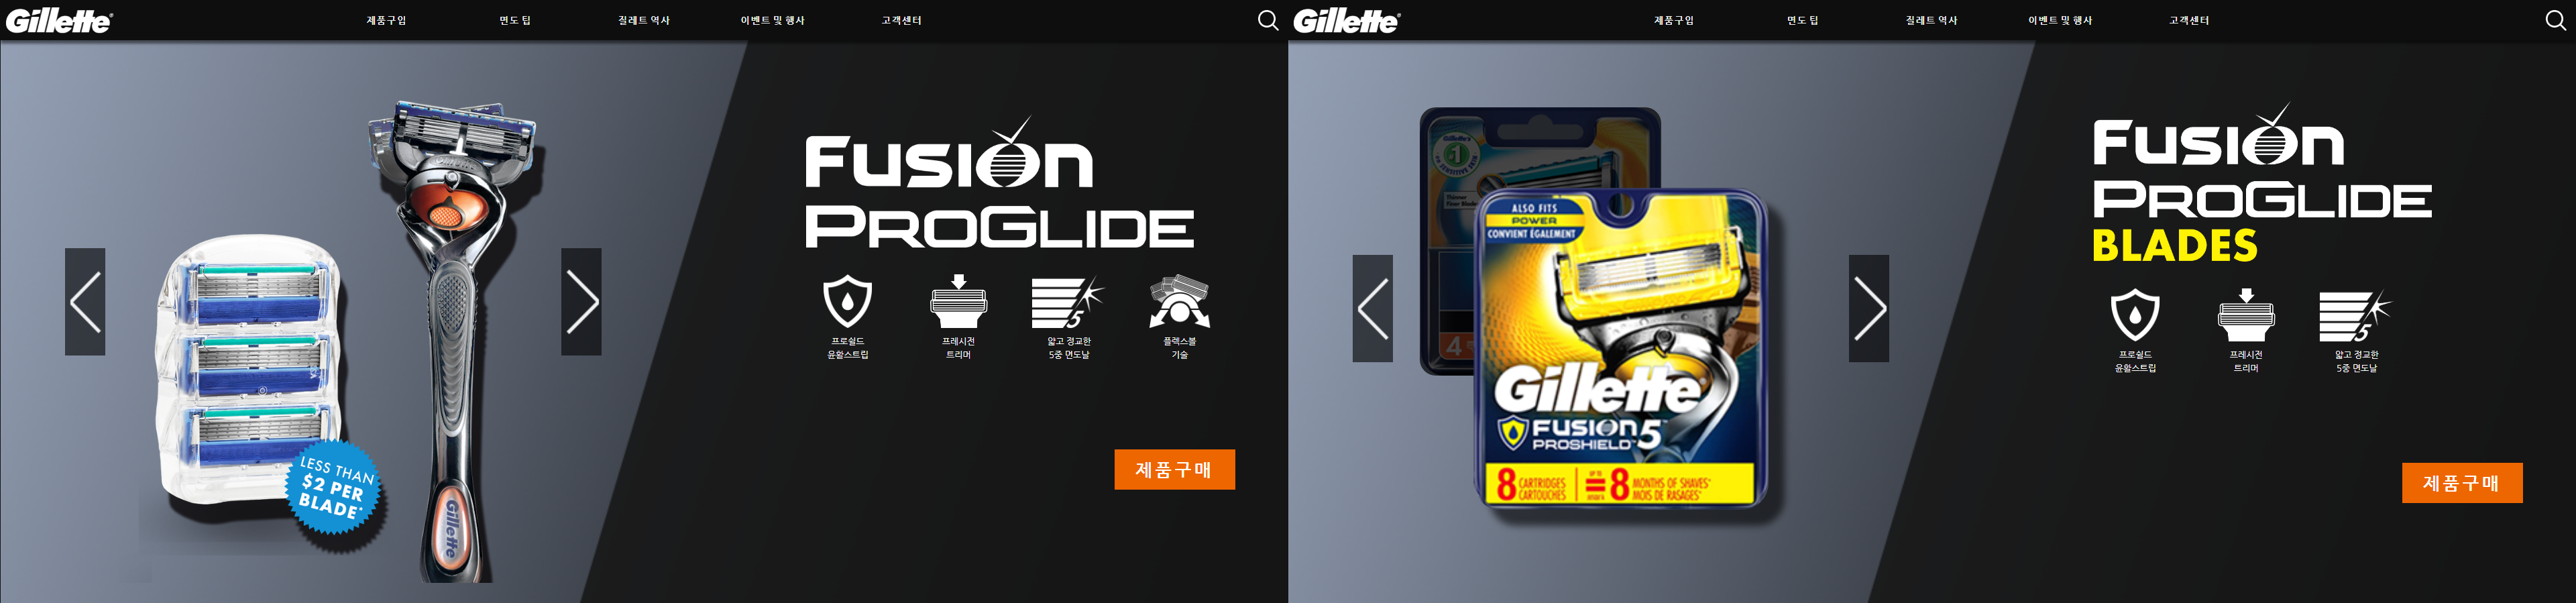 Gillette
제품구입
면도 팁
질레트 역사
이벤트 및 행사
고객센터
FUSION
PROGLIDE
프로쉴드
윤활스트립
프레시전
트리머
얇고 정교한
5중 면도날
플렉스볼
기술
제품구매
LESS THAN
$2 PER
BLADE*
Gillette
Gillette
제품구입
면도 팁
질레트 역사
이벤트 및 행사
고객센터
FUSION
PROGLIDE
BLADES
프로쉴드
윤활스트립
프레시전
트리머
얇고 정교한
5중 면도날
제품구매
ALSO FITS
POWER
CONVIENT ÉGALEMENT
Gillette
FUSION5
PROSHIELD™
8 CARTRIDGES
CARTOUCHES
UP TO
= 8 MONTHS OF SHAVES*
MOIS DE RASAGES*
#1
4